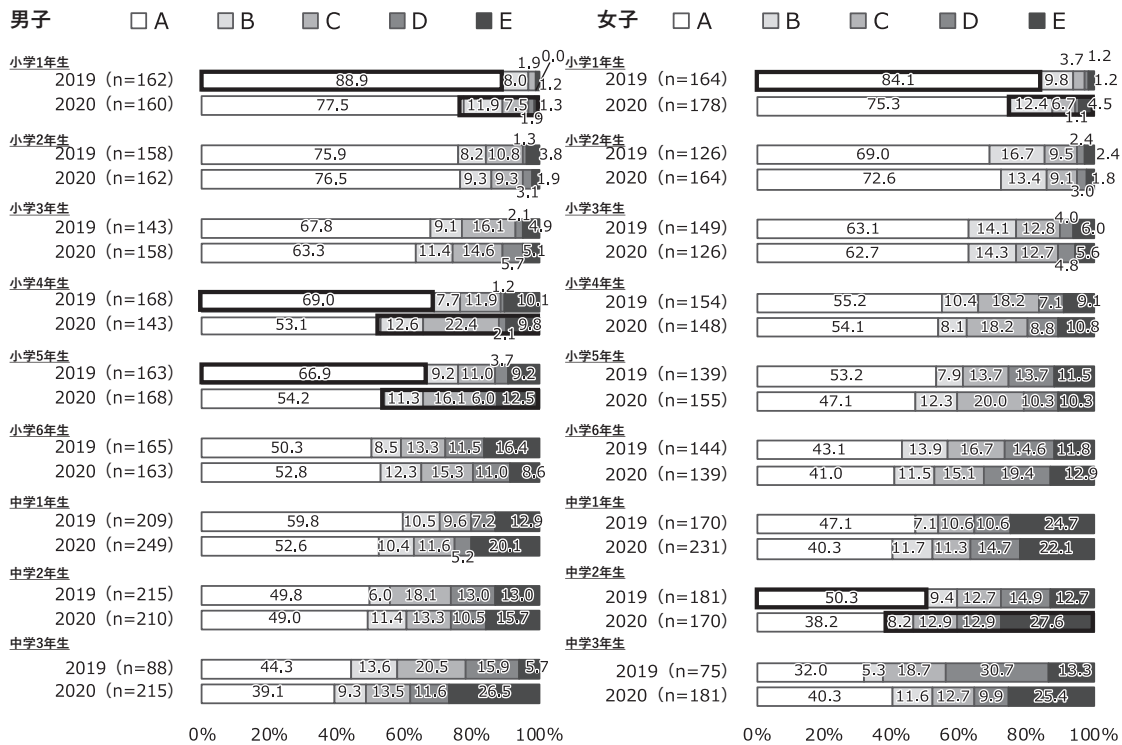 男子 A B C D E
小学1年生
1.9 0.0
2019（n=162） 88.9 8.0 1.2
2020（n=160） 77.5 11.9 7.5 1.3
1.9
小学2年生
1.3
2019（n=158） 75.9 8.2 10.8 3.8
2020（n=162） 76.5 9.3 9.3 1.9
3.1
小学3年生
2.1
2019（n=143） 67.8 9.1 16.1 4.9
2020（n=158） 63.3 11.4 14.6 5.1
5.7
小学4年生
1.2
2019（n=168） 69.0 7.7 11.9 10.1
2020（n=143） 53.1 12.6 22.4 9.8
2.1
小学5年生
3.7
2019（n=163） 66.9 9.2 11.0 9.2
2020（n=168） 54.2 11.3 16.1 6.0 12.5
小学6年生
2019（n=165） 50.3 8.5 13.3 11.5 16.4
2020（n=163） 52.8 12.3 15.3 11.0 8.6
中学1年生
2019（n=209） 59.8 10.5 9.6 7.2 12.9
2020（n=249） 52.6 10.4 11.6 20.1
5.2
中学2年生
2019（n=215） 49.8 6.0 18.1 13.0 13.0
2020（n=210） 49.0 11.4 13.3 10.5 15.7
中学3年生
2019（n=88） 44.3 13.6 20.5 15.9 5.7
2020（n=215） 39.1 9.3 13.5 11.6 26.5
0% 20% 40% 60% 80% 100%
女子 A B C D E
小学1年生
3.7 1.2
2019（n=164） 84.1 9.8 1.2
2020（n=178） 75.3 12.4 6.7 4.5
1.1
小学2年生
2.4
2019（n=126） 69.0 16.7 9.5 2.4
2020（n=164） 72.6 13.4 9.1 1.8
3.0
小学3年生
4.0
2019（n=149） 63.1 14.1 12.8 6.0
2020（n=126） 62.7 14.3 12.7 5.6
4.8
小学4年生
2019（n=154） 55.2 10.4 18.2 7.1 9.1
2020（n=148） 54.1 8.1 18.2 8.8 10.8
小学5年生
2019（n=139） 53.2 7.9 13.7 13.7 11.5
2020（n=155） 47.1 12.3 20.0 10.3 10.3
小学6年生
2019（n=144） 43.1 13.9 16.7 14.6 11.8
2020（n=139） 41.0 11.5 15.1 19.4 12.9
中学1年生
2019（n=170） 47.1 7.1 10.6 10.6 24.7
2020（n=231） 40.3 11.7 11.3 14.7 22.1
中学2年生
2019（n=181） 50.3 9.4 12.7 14.9 12.7
2020（n=170） 38.2 8.2 12.9 12.9 27.6
中学3年生
2019（n=75） 32.0 5.3 18.7 30.7 13.3
2020（n=181） 40.3 11.6 12.7 9.9 25.4
0% 20% 40% 60% 80% 100%